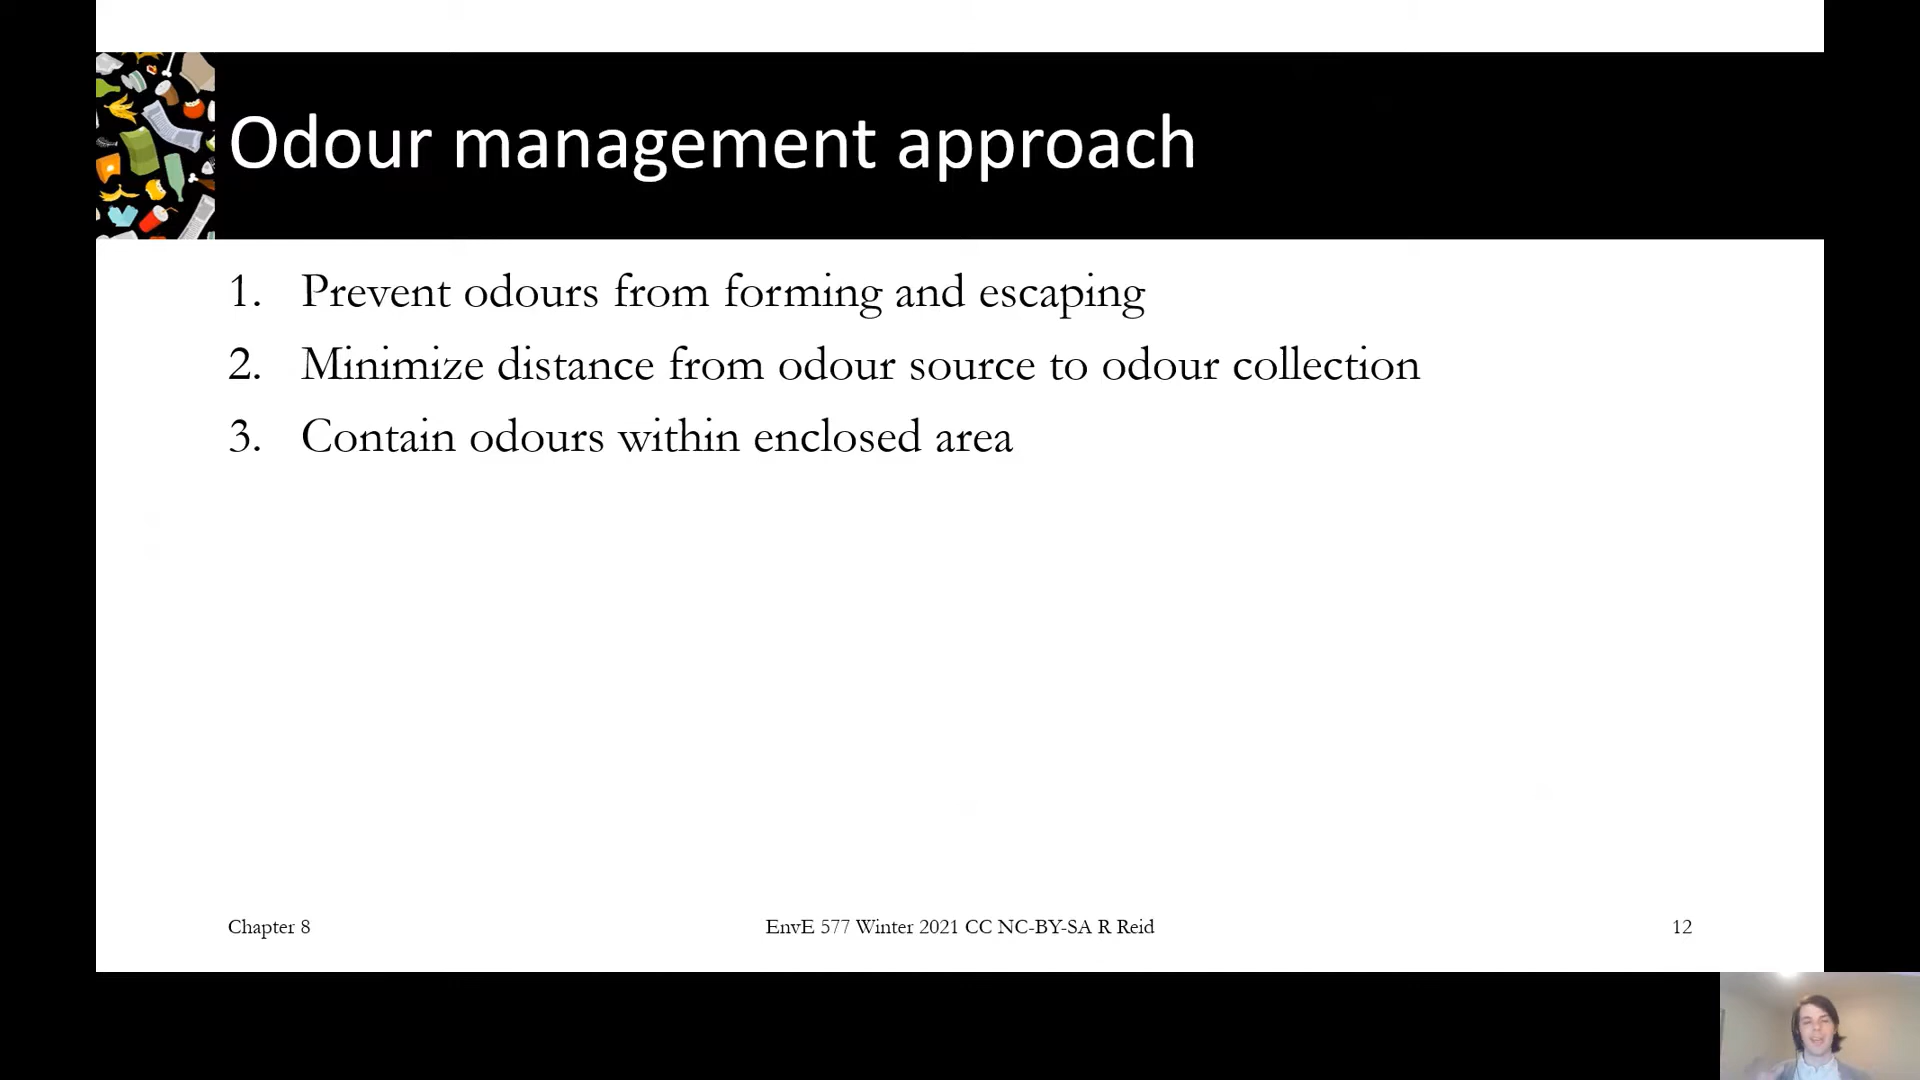 Odour management approach
1. Prevent odours from forming and escaping
2. Minimize distance from odour source to odour collection
3. Contain odours within enclosed area
Chapter 8
EnvE 577 Winter 2021 CC NC-BY-SA R Reid
12